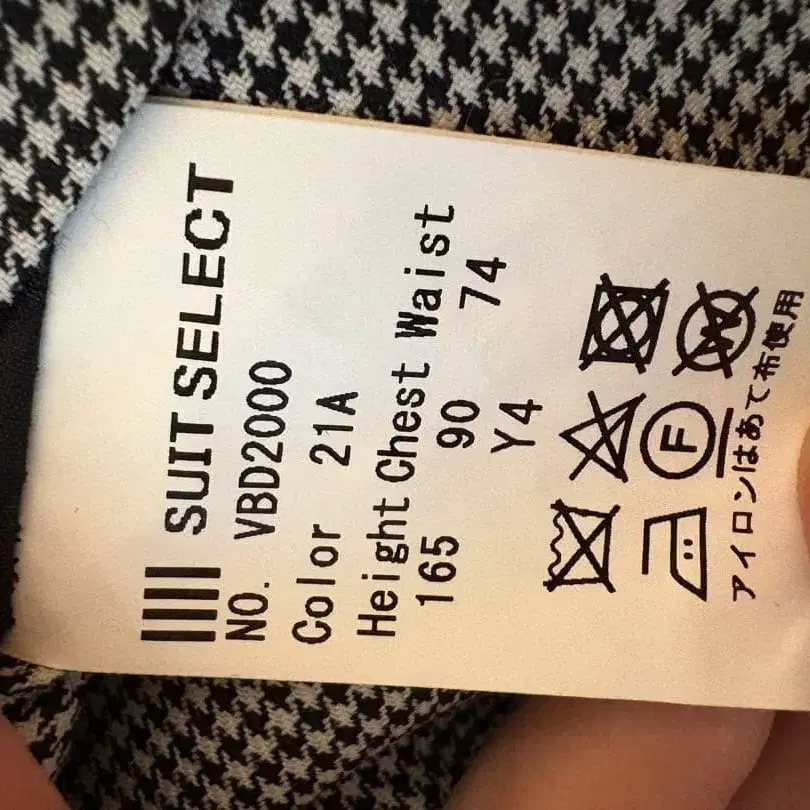 SUIT SELECT
NO. VBD2000
Color 21A
Height Chest Waist
165 90 74
Y4
F W
アイロンはあて布使用